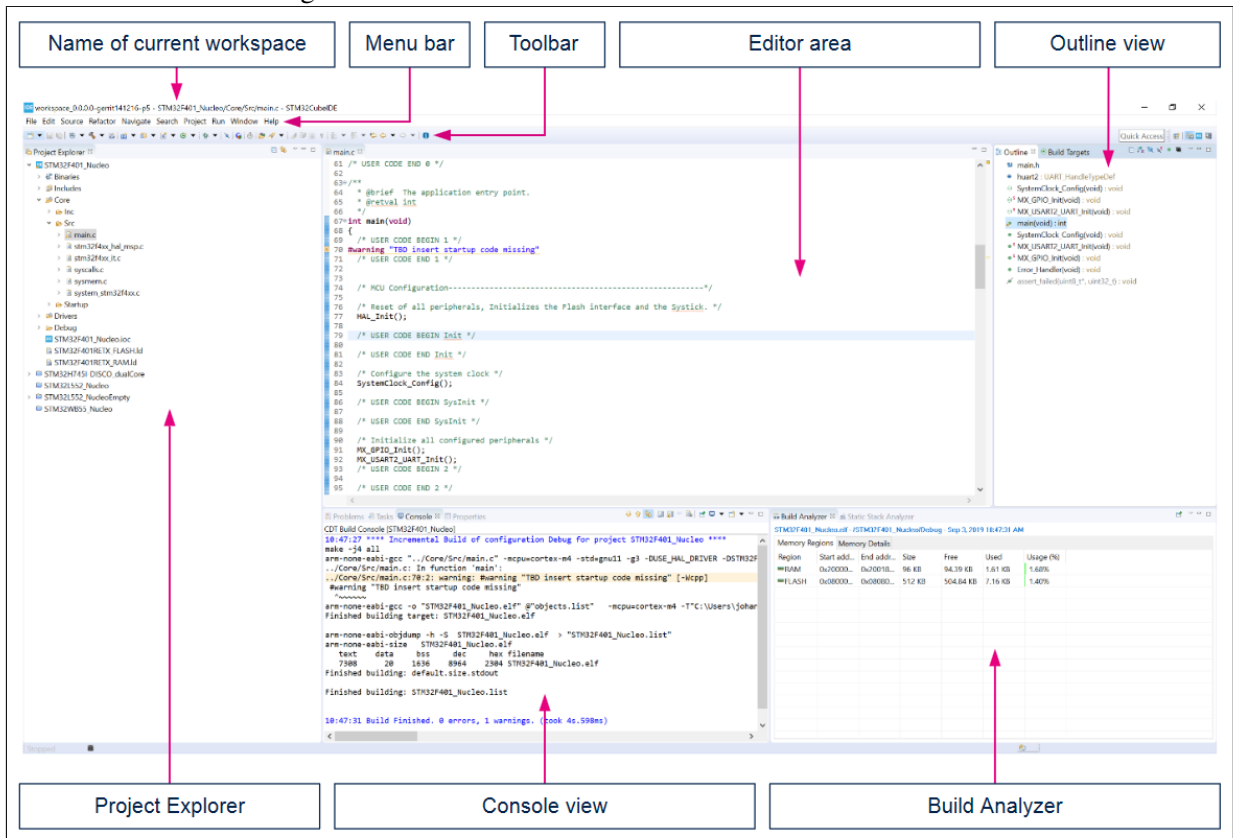 Name of current workspace
Menu bar
Toolbar
Editor area
Outline view
workspace_0.0.0.0-gerrit141216-p5 - STM32F401_Nucleo/Core/Src/main.c - STM32CubeIDE
File Edit Source Refactor Navigate Search Project Run Window Help
Quick Access
Project Explorer
STM32F401_Nucleo
Binaries
Includes
Core
Inc
Src
main.c
stm32f4xx_hal_msp.c
stm32f4xx_it.c
syscalls.c
sysmem.c
system_stm32f4xx.c
Startup
Drivers
Debug
STM32F401_Nucleo.ioc
STM32F401RETX_FLASH.ld
STM32F401RETX_RAM.ld
STM32H745I DISCO_dualCore
STM32L552_Nucleo
STM32L552_NucleoEmpty
STM32WB55_Nucleo
main.c
61 /* USER CODE END 0 */
62
63 /**
64 * @brief The application entry point.
65 * @retval int
66 */
67 int main(void)
68 {
69 /* USER CODE BEGIN 1 */
70 #warning "TBD insert startup code missing"
71 /* USER CODE END 1 */
72
73
74 /* MCU Configuration--------------------------------------------------------*/
75
76 /* Reset of all peripherals, Initializes the Flash interface and the Systick. */
77 HAL_Init();
78
79 /* USER CODE BEGIN Init */
80
81 /* USER CODE END Init */
82
83 /* Configure the system clock */
84 SystemClock_Config();
85
86
87 /* USER CODE BEGIN SysInit */
88 /* USER CODE END SysInit */
89
90 /* Initialize all configured peripherals */
91 MX_GPIO_Init();
92 MX_USART2_UART_Init();
93 /* USER CODE BEGIN 2 */
94
95 /* USER CODE END 2 */
Outline Build Targets
main.h
huart2 : UART_HandleTypeDef
SystemClock_Config(void) : void
MX_GPIO_Init(void) : void
MX_USART2_UART_Init(void) : void
main(void) : int
SystemClock_Config(void) : void
MX_USART2_UART_Init(void) : void
MX_GPIO_Init(void) : void
Error_Handler(void) : void
assert_failed(uint8_t*, uint32_t) : void
Problems Tasks Console Properties
CDT Build Console [STM32F401_Nucleo]
10:47:27 **** Incremental Build of configuration Debug for project STM32F401_Nucleo ****
make -j4 all
arm-none-eabi-gcc "../Core/Src/main.c" -mcpu=cortex-m4 -std=gnu11 -g3 -DUSE_HAL_DRIVER -DSTM32F
../Core/Src/main.c: In function 'main':
../Core/Src/main.c:70:2: warning: #warning "TBD insert startup code missing" [-Wcpp]
#warning "TBD insert startup code missing"
^~~~~~~
arm-none-eabi-gcc -o "STM32F401_Nucleo.elf" @"objects.list" -mcpu=cortex-m4 -T"C:\Users\johan
Finished building target: STM32F401_Nucleo.elf
arm-none-eabi-objdump -h -S STM32F401_Nucleo.elf > "STM32F401_Nucleo.list"
arm-none-eabi-size STM32F401_Nucleo.elf
text data bss dec hex filename
7308 20 1636 8964 2304 STM32F401_Nucleo.elf
Finished building: default.size.stdout
Finished building: STM32F401_Nucleo.list
10:47:31 Build Finished. 0 errors, 1 warnings. (took 4s.598ms)
Build Analyzer Static Stack Analyzer
STM32F401_Nucleo.elf - /STM32F401_Nucleo/Debug - Sep 3, 2019 10:47:31 AM
Memory Regions Memory Details
Region Start add... End addr... Size Free Used Usage (%)
RAM 0x20000... 0x20018... 96 KB 94.39 KB 1.61 KB 1.68%
FLASH 0x08000... 0x08080... 512 KB 504.84 KB 7.16 KB 1.40%
Stopped
Project Explorer
Console view
Build Analyzer